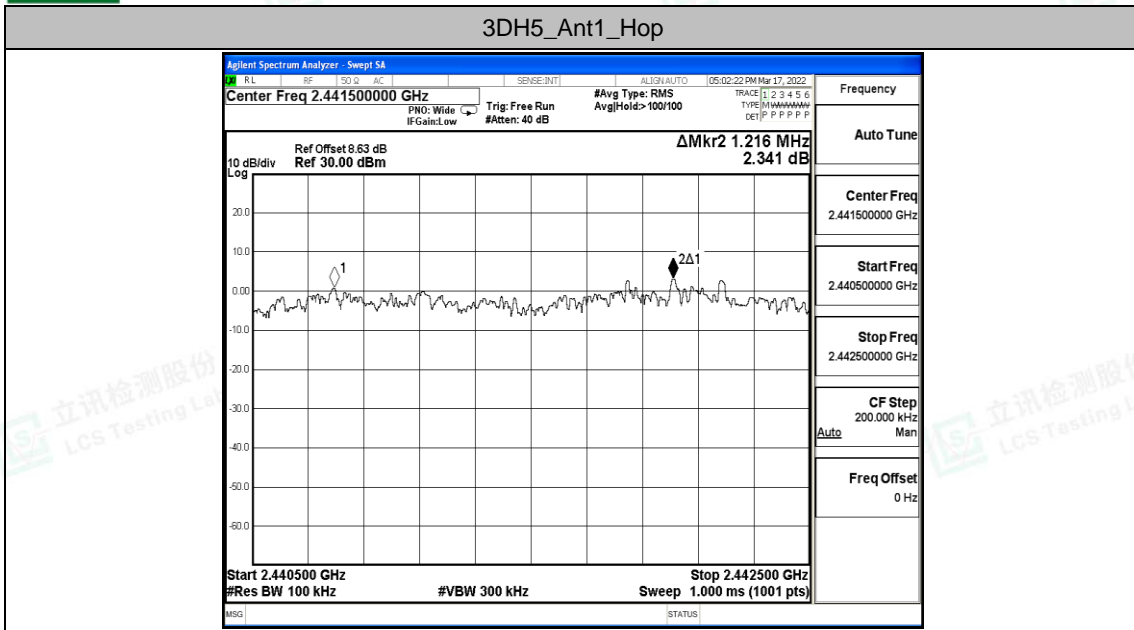 3DH5_Ant1_Hop
Agilent Spectrum Analyzer - Swept SA
RL RF 50 Ω AC SENSE:INT ALIGNAUTO 05:02:22 PM Mar 17, 2022
Center Freq 2.441500000 GHz
PNO: Wide
IFGain:Low
Trig: Free Run
#Atten: 40 dB
#Avg Type: RMS
Avg|Hold:>100/100
TRACE 1 2 3 4 5 6
TYPE M WWWWW
DET P P P P P P
Ref Offset 8.63 dB
10 dB/div Ref 30.00 dBm
Log
ΔMkr2 1.216 MHz
2.341 dB
20.0
10.0
0.00
-10.0
-20.0
-30.0
-40.0
-50.0
-60.0
1
2Δ1
Start 2.440500 GHz
Stop 2.442500 GHz
#Res BW 100 kHz
#VBW 300 kHz
Sweep 1.000 ms (1001 pts)
MSG
STATUS
Frequency
Auto Tune
Center Freq
2.441500000 GHz
Start Freq
2.440500000 GHz
Stop Freq
2.442500000 GHz
CF Step
200.000 kHz
Auto Man
Freq Offset
0 Hz
立讯检测股份
LCS Testing Lab
立讯检测股份
LCS Testing L